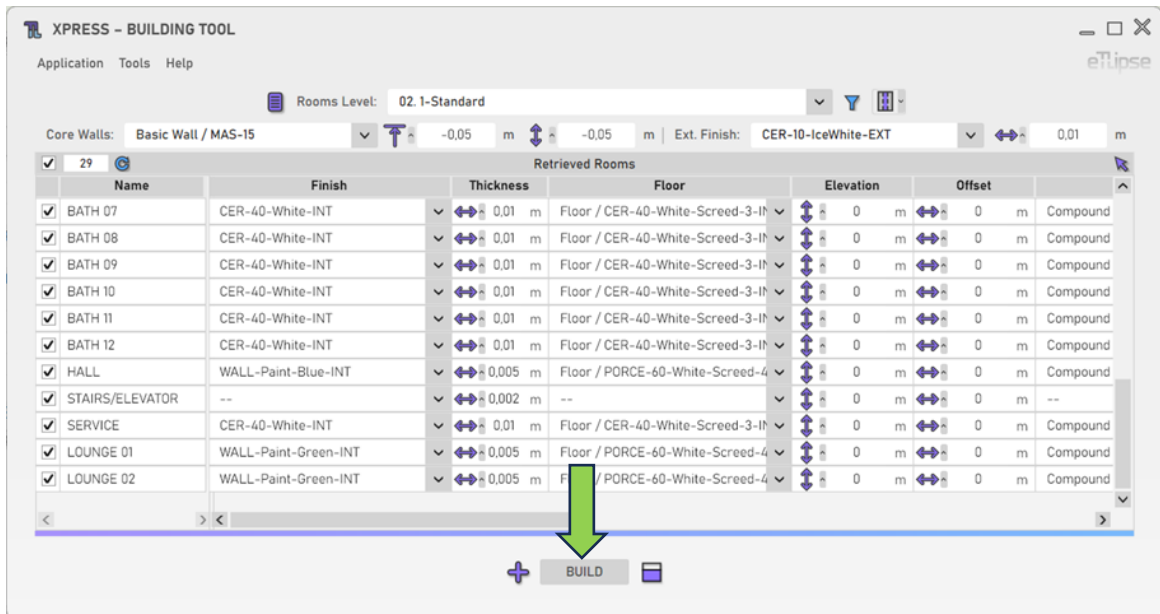 XPRESS – BUILDING TOOL
Application Tools Help
eTLipse
Rooms Level: 02. 1-Standard
Core Walls: Basic Wall / MAS-15 -0,05 m -0,05 m Ext. Finish: CER-10-IceWhite-EXT 0,01 m
29 Retrieved Rooms
Name Finish Thickness Floor Elevation Offset
BATH 07 CER-40-White-INT 0,01 m Floor / CER-40-White-Screed-3-IN 0 m 0 m Compound
BATH 08 CER-40-White-INT 0,01 m Floor / CER-40-White-Screed-3-IN 0 m 0 m Compound
BATH 09 CER-40-White-INT 0,01 m Floor / CER-40-White-Screed-3-IN 0 m 0 m Compound
BATH 10 CER-40-White-INT 0,01 m Floor / CER-40-White-Screed-3-IN 0 m 0 m Compound
BATH 11 CER-40-White-INT 0,01 m Floor / CER-40-White-Screed-3-IN 0 m 0 m Compound
BATH 12 CER-40-White-INT 0,01 m Floor / CER-40-White-Screed-3-IN 0 m 0 m Compound
HALL WALL-Paint-Blue-INT 0,005 m Floor / PORCE-60-White-Screed-4 0 m 0 m Compound
STAIRS/ELEVATOR -- 0,002 m -- 0 m 0 m --
SERVICE CER-40-White-INT 0,01 m Floor / CER-40-White-Screed-3-IN 0 m 0 m Compound
LOUNGE 01 WALL-Paint-Green-INT 0,005 m Floor / PORCE-60-White-Screed-4 0 m 0 m Compound
LOUNGE 02 WALL-Paint-Green-INT 0,005 m F / PORCE-60-White-Screed-4 0 m 0 m Compound
BUILD